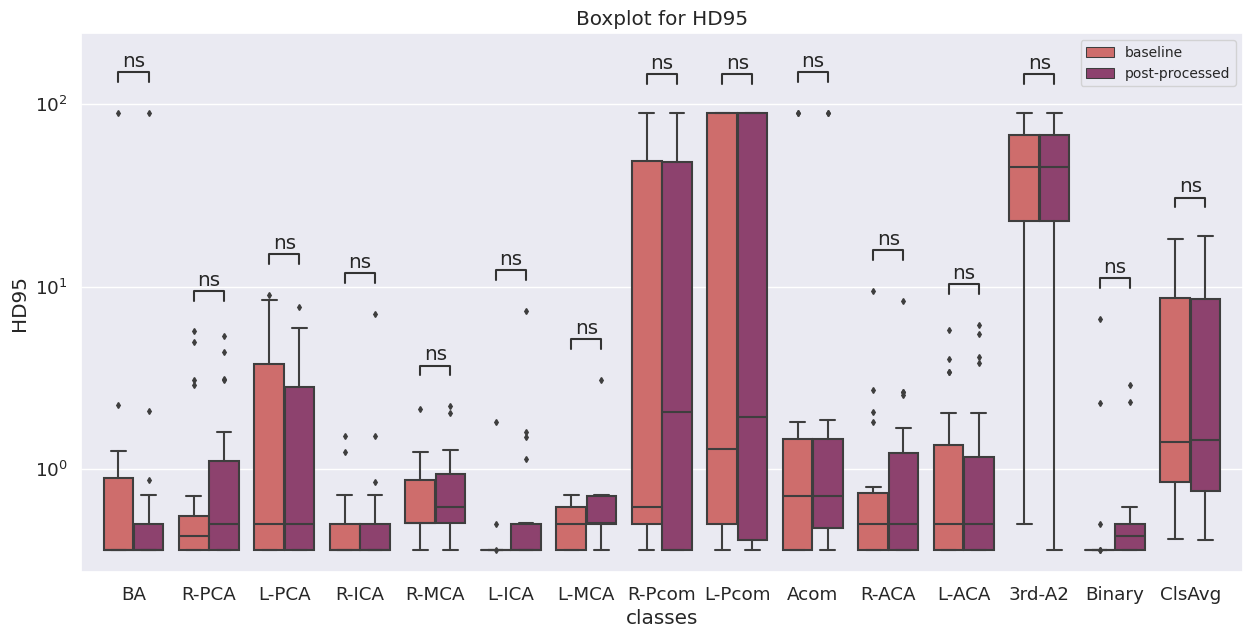 Boxplot for HD95
baseline
post-processed
ns ns ns ns ns ns ns ns ns ns ns ns ns ns ns
HD95
10²
10¹
10⁰
BA R-PCA L-PCA R-ICA R-MCA L-ICA L-MCA R-Pcom L-Pcom Acom R-ACA L-ACA 3rd-A2 Binary ClsAvg
classes